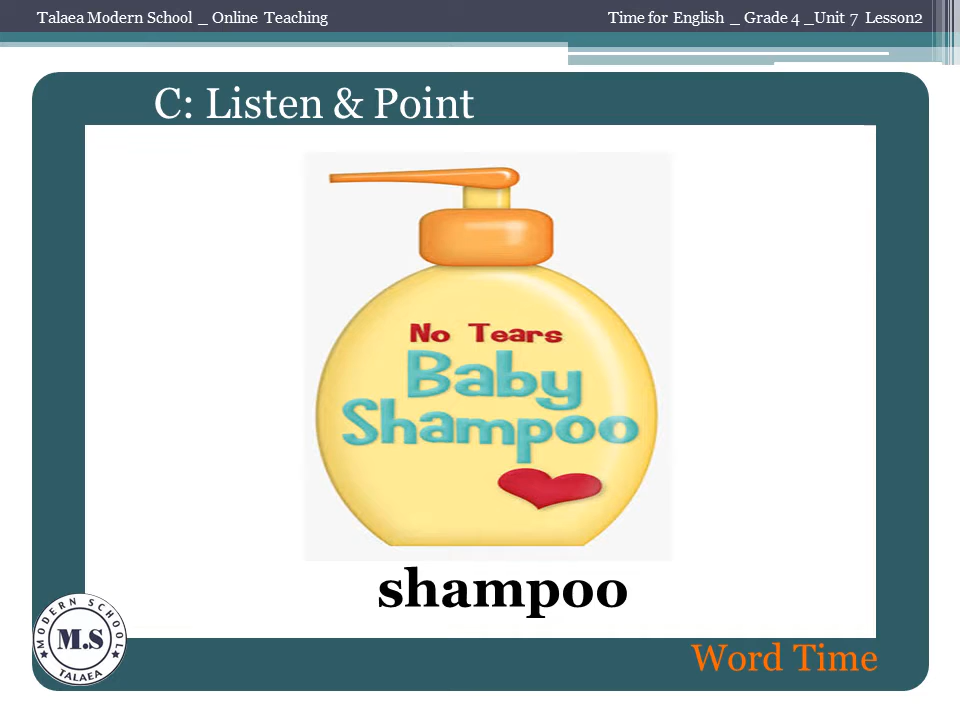 Talaea Modern School _ Online Teaching
Time for English _ Grade 4 _Unit 7 Lesson2
C: Listen & Point
No Tears
Baby
Shampoo
shampoo
MODERN SCHOOL
M.S
TALAEA
Word Time